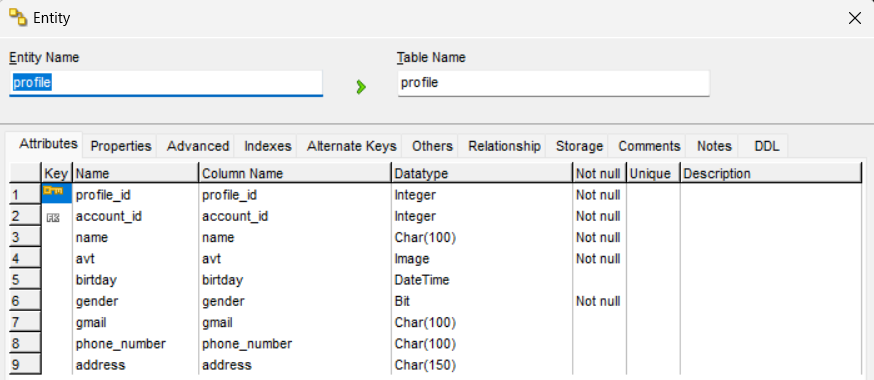 Entity
Entity Name Table Name
profile profile
Attributes Properties Advanced Indexes Alternate Keys Others Relationship Storage Comments Notes DDL
Key Name Column Name Datatype Not null Unique Description
1 profile_id profile_id Integer Not null
2 FK account_id account_id Integer Not null
3 name name Char(100) Not null
4 avt avt Image Not null
5 birtday birtday DateTime
6 gender gender Bit Not null
7 gmail gmail Char(100)
8 phone_number phone_number Char(100)
9 address address Char(150)